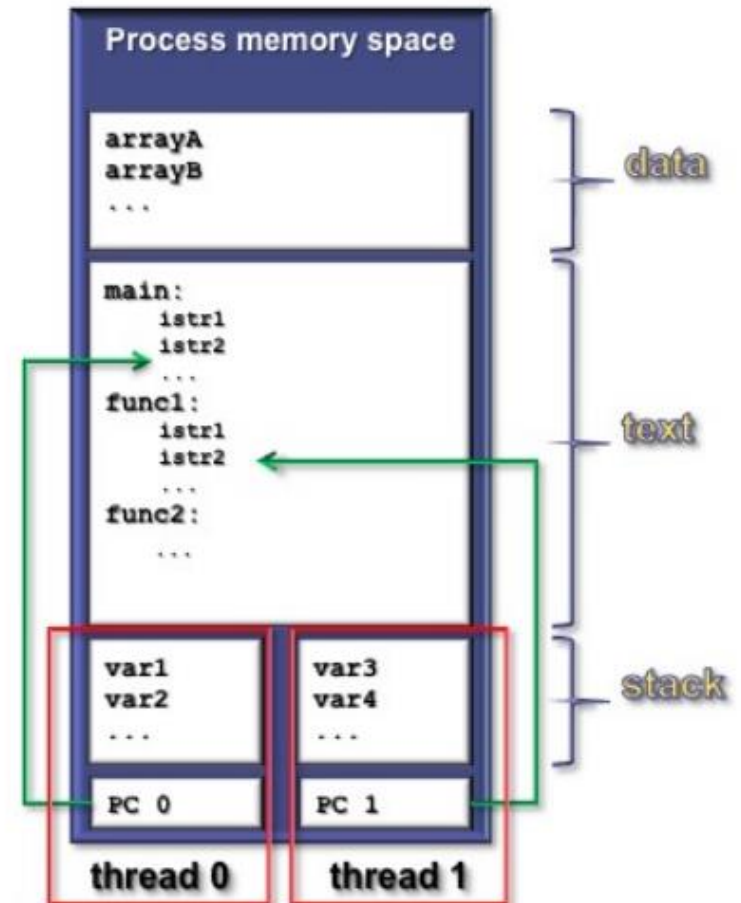 Process memory space
arrayA
arrayB
...
data
main:
istr1
istr2
...
func1:
istr1
istr2
...
func2:
...
text
var1
var2
...
var3
var4
...
stack
PC 0
PC 1
thread 0
thread 1